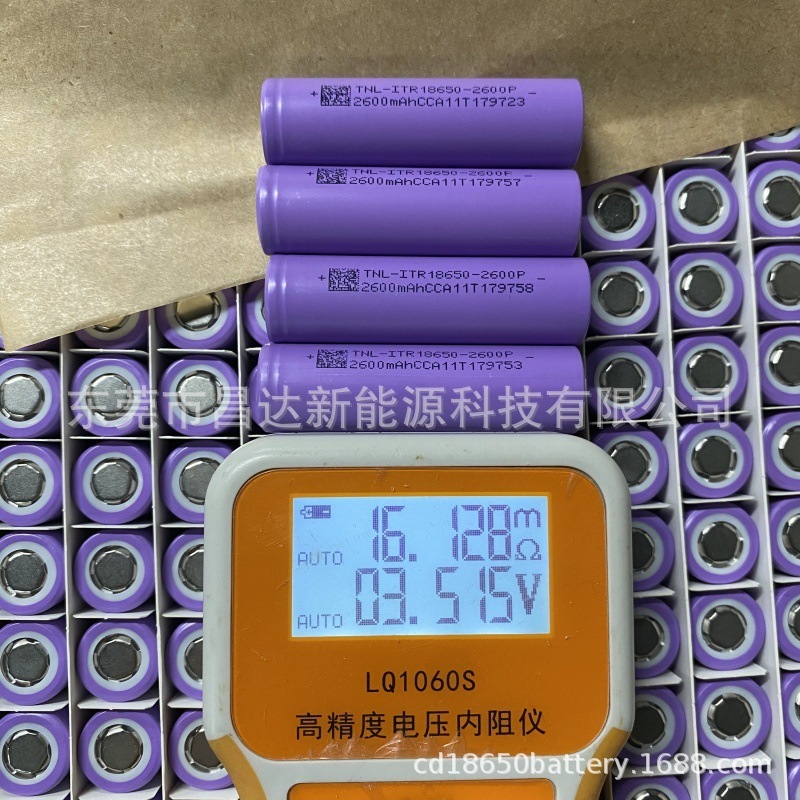 + TNL-ITR18650-2600P -
2600mAhCCA11T179723
+ TNL-ITR18650-2600P -
2600mAhCCA11T179757
+ TNL-ITR18650-2600P -
2600mAhCCA11T179758
+ TNL-ITR18650-2600P -
2600mAhCCA11T179753
东莞市昌达新能源科技有限公司
AUTO 16.128mΩ
AUTO 03.515V
LQ1060S
高精度电压内阻仪
cd18650battery.1688.com